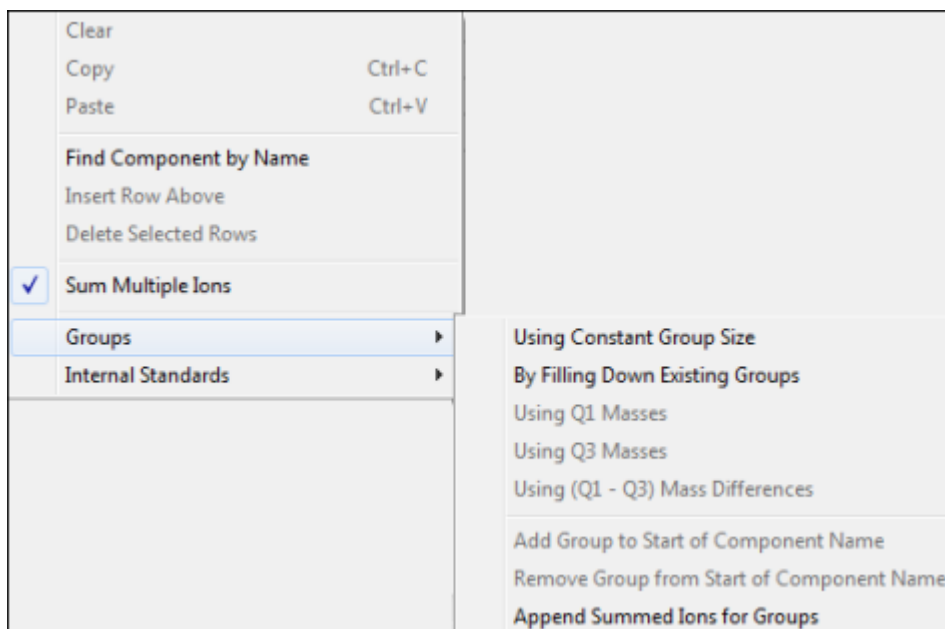 Clear
Copy Ctrl+C
Paste Ctrl+V
Find Component by Name
Insert Row Above
Delete Selected Rows
Sum Multiple Ions
Groups
Internal Standards
Using Constant Group Size
By Filling Down Existing Groups
Using Q1 Masses
Using Q3 Masses
Using (Q1 - Q3) Mass Differences
Add Group to Start of Component Name
Remove Group from Start of Component Name
Append Summed Ions for Groups